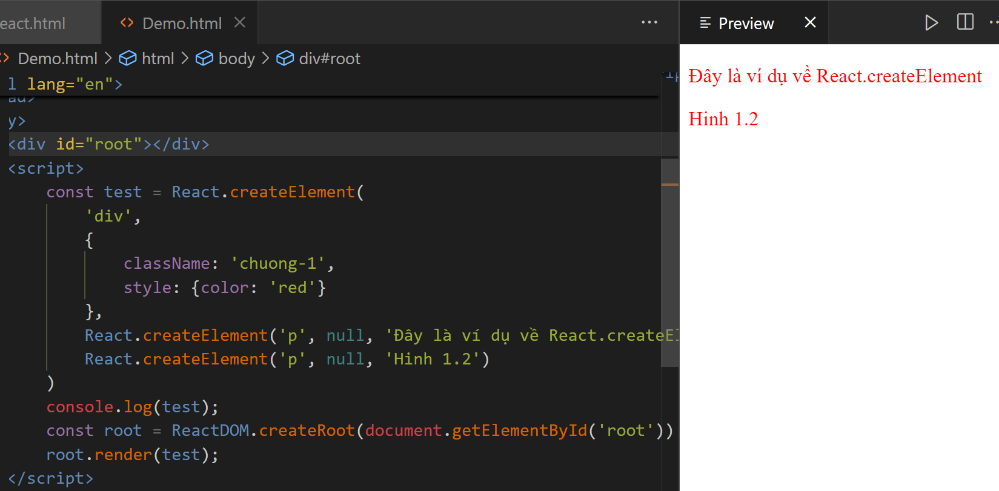 eact.html
Demo.html
Preview
Demo.html > html > body > div#root
l lang="en">
ad>
y>
<div id="root"></div>
<script>
const test = React.createElement(
'div',
{
className: 'chuong-1',
style: {color: 'red'}
},
React.createElement('p', null, 'Đây là ví dụ về React.createEl
React.createElement('p', null, 'Hinh 1.2')
)
console.log(test);
const root = ReactDOM.createRoot(document.getElementById('root'))
root.render(test);
</script>
Đây là ví dụ về React.createElement
Hinh 1.2